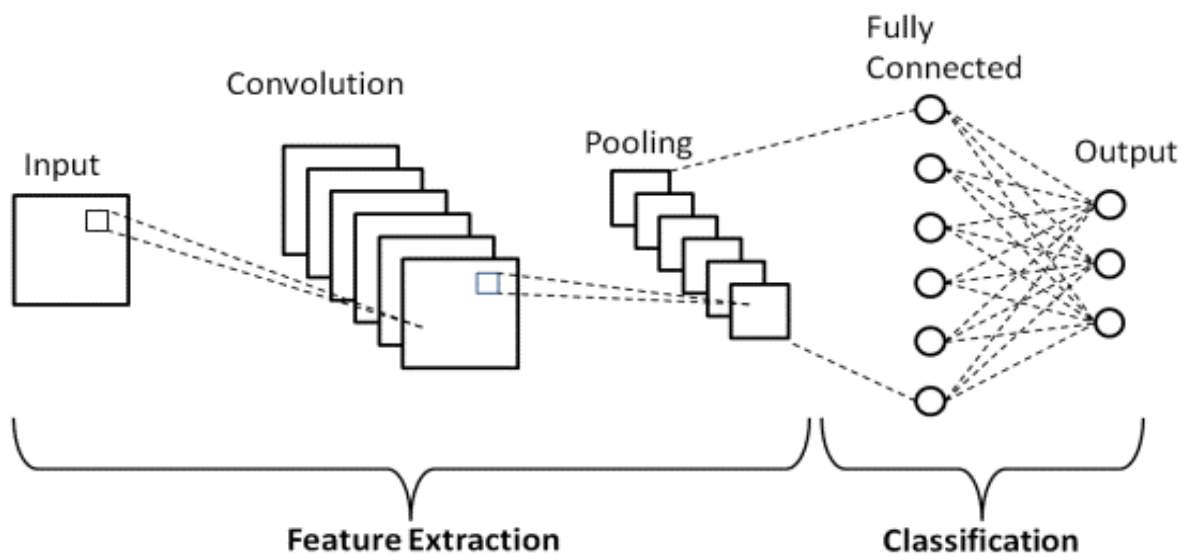 Input
Convolution
Pooling
Fully
Connected
Output
Feature Extraction
Classification